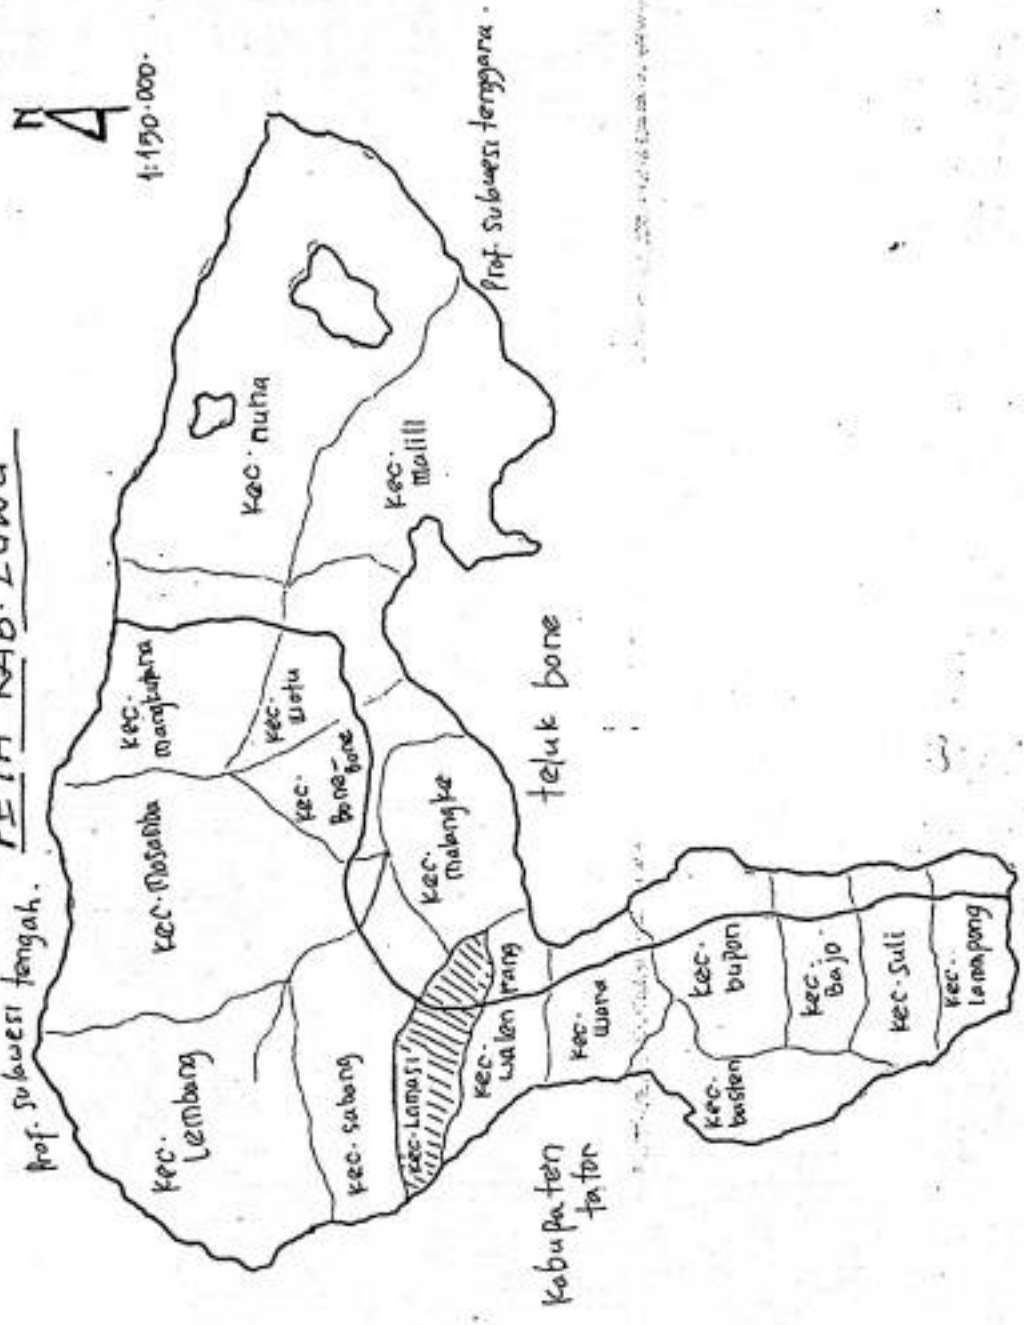 PETA KAB. LUWU
N
1:150.000.
Prof. sulawesi tengah.
Prof. sulawesi tenggara.
kec. nuha
kec.
malili
kec.
mangkutana
kec.
wotu
kec.
Bone-
Bone
kec. masamba
kec.
malangke
kec.
Lembang
kec. sabang
kec. Lamasi
kec.
walen rang
kec.
wara
kec.
bupon
kec.
basten
kec.
Bajo.
kec. suli
kec.
larompong
teluk bone
kabupaten
tator